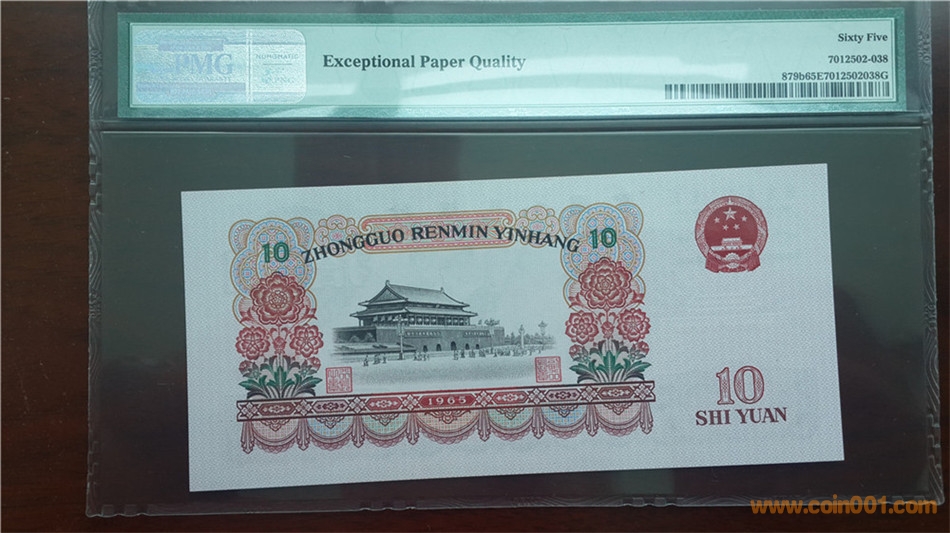 PMG
Exceptional Paper Quality
Sixty Five
7012502-038
879b65E7012502038G
10 ZHONGGUO RENMIN YINHANG 10
1965
10
SHI YUAN
www.coin001.com